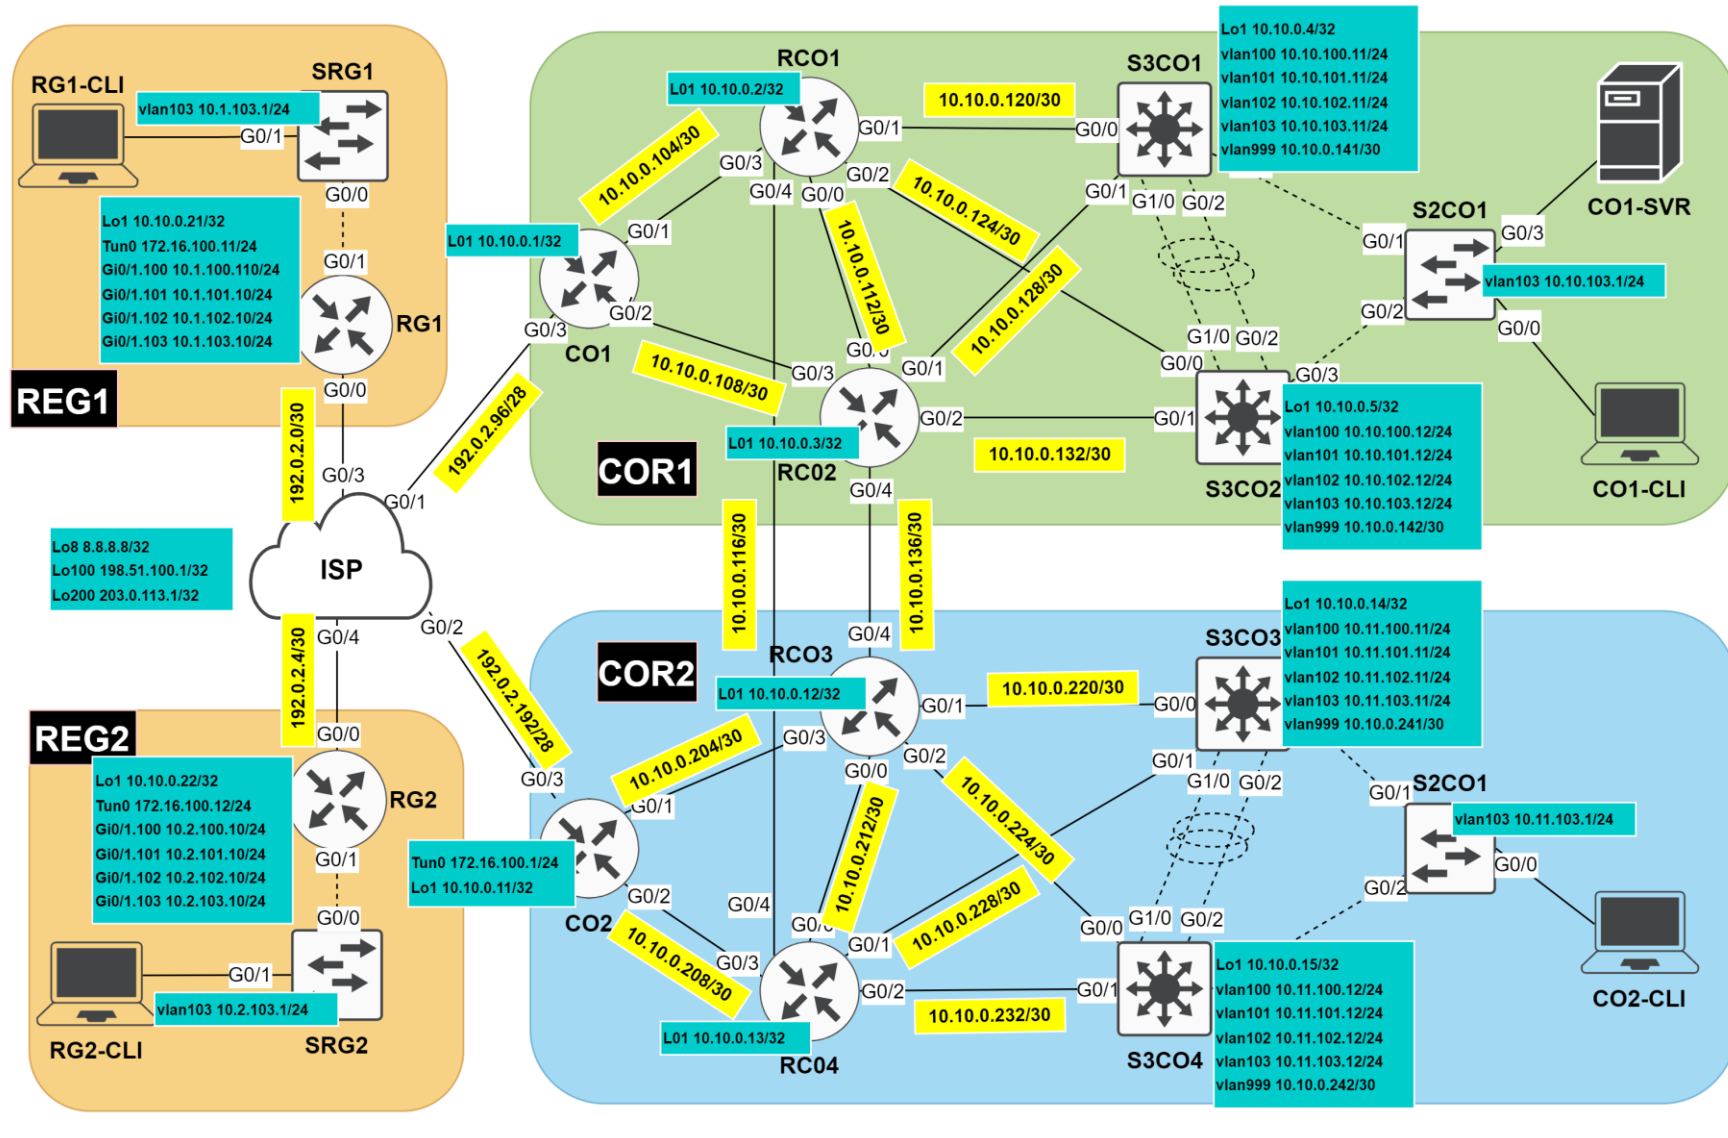 RG1-CLI
SRG1
vlan103 10.1.103.1/24
G0/1
G0/0
Lo1 10.10.0.21/32
Tun0 172.16.100.11/24
Gi0/1.100 10.1.100.110/24
Gi0/1.101 10.1.101.10/24
Gi0/1.102 10.1.102.10/24
Gi0/1.103 10.1.103.10/24
G0/1
RG1
REG1
G0/0
192.0.2.0/30
G0/3
192.0.2.96/28
G0/1
ISP
Lo8 8.8.8.8/32
Lo100 198.51.100.1/32
Lo200 203.0.113.1/32
G0/4
G0/2
192.0.2.4/30
192.0.2.192/28
REG2
G0/0
Lo1 10.10.0.22/32
Tun0 172.16.100.12/24
Gi0/1.100 10.2.100.10/24
Gi0/1.101 10.2.101.10/24
Gi0/1.102 10.2.102.10/24
Gi0/1.103 10.2.103.10/24
RG2
G0/1
G0/0
G0/1
vlan103 10.2.103.1/24
RG2-CLI
SRG2
RCO1
L01 10.10.0.2/32
10.10.0.104/30
G0/3
G0/4
G0/0
G0/1
G0/2
10.10.0.120/30
G0/0
S3CO1
Lo1 10.10.0.4/32
vlan100 10.10.100.11/24
vlan101 10.10.101.11/24
vlan102 10.10.102.11/24
vlan103 10.10.103.11/24
vlan999 10.10.0.141/30
G0/1
G1/0
G0/2
CO1-SVR
S2CO1
G0/1
G0/3
vlan103 10.10.103.1/24
G0/2
G0/0
L01 10.10.0.1/32
G0/1
G0/2
G0/3
CO1
10.10.0.112/30
10.10.0.124/30
10.10.0.128/30
10.10.0.108/30
G0/3
G0/1
G0/2
L01 10.10.0.3/32
RC02
G0/4
COR1
10.10.0.132/30
G1/0
G0/2
G0/0
G0/1
G0/3
S3CO2
Lo1 10.10.0.5/32
vlan100 10.10.100.12/24
vlan101 10.10.101.12/24
vlan102 10.10.102.12/24
vlan103 10.10.103.12/24
vlan999 10.10.0.142/30
CO1-CLI
10.10.0.116/30
10.10.0.136/30
COR2
G0/4
RCO3
L01 10.10.0.12/32
G0/3
G0/0
G0/1
G0/2
10.10.0.220/30
G0/0
S3CO3
Lo1 10.10.0.14/32
vlan100 10.11.100.11/24
vlan101 10.11.101.11/24
vlan102 10.11.102.11/24
vlan103 10.11.103.11/24
vlan999 10.10.0.241/30
G0/1
G1/0
G0/2
S2CO1
G0/1
vlan103 10.11.103.1/24
G0/2
G0/0
CO2-CLI
G0/3
10.10.0.204/30
G0/1
Tun0 172.16.100.1/24
Lo1 10.10.0.11/32
CO2
G0/2
10.10.0.208/30
10.10.0.212/30
10.10.0.224/30
10.10.0.228/30
G0/4
G0/3
G0/1
G0/2
L01 10.10.0.13/32
RC04
10.10.0.232/30
G1/0
G0/2
G0/0
G0/1
S3CO4
Lo1 10.10.0.15/32
vlan100 10.11.100.12/24
vlan101 10.11.101.12/24
vlan102 10.11.102.12/24
vlan103 10.11.103.12/24
vlan999 10.10.0.242/30